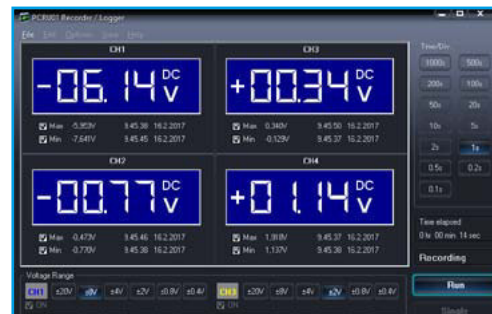 PCRU01 Recorder / Logger
File Edit Options View Help
CH1
-06.14 DC V
Max -5,953V 9.45.38 16.2.2017
Min -7,641V 9.45.45 16.2.2017
CH3
+00.34 DC V
Max 0,340V 9.45.50 16.2.2017
Min -0,129V 9.45.37 16.2.2017
CH2
-00.77 DC V
Max -0,473V 9.45.46 16.2.2017
Min -0,770V 9.45.38 16.2.2017
CH4
+01.14 DC V
Max 1,918V 9.45.37 16.2.2017
Min 1,137V 9.45.38 16.2.2017
Time/Div
1000s 500s
200s 100s
50s 20s
10s 5s
2s 1s
0.5s 0.2s
0.1s
Time elapsed
0 hr 00 min 14 sec
Recording
Run
Single
Voltage Range
CH1 ±20V ±8V ±4V ±2V ±0.8V ±0.4V
ON
CH3 ±20V ±8V ±4V ±2V ±0.8V ±0.4V
ON